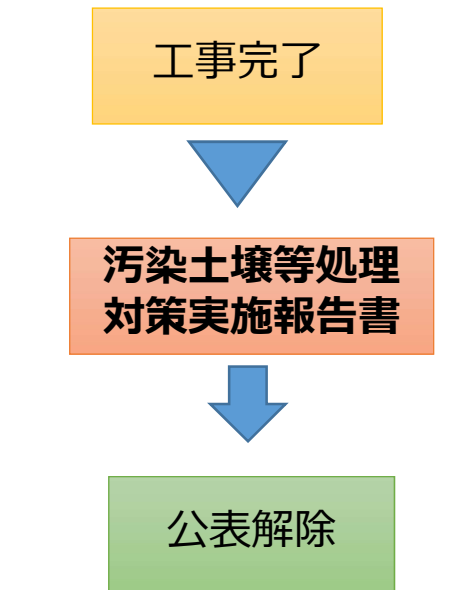 工事完了
汚染土壌等処理
対策実施報告書
公表解除